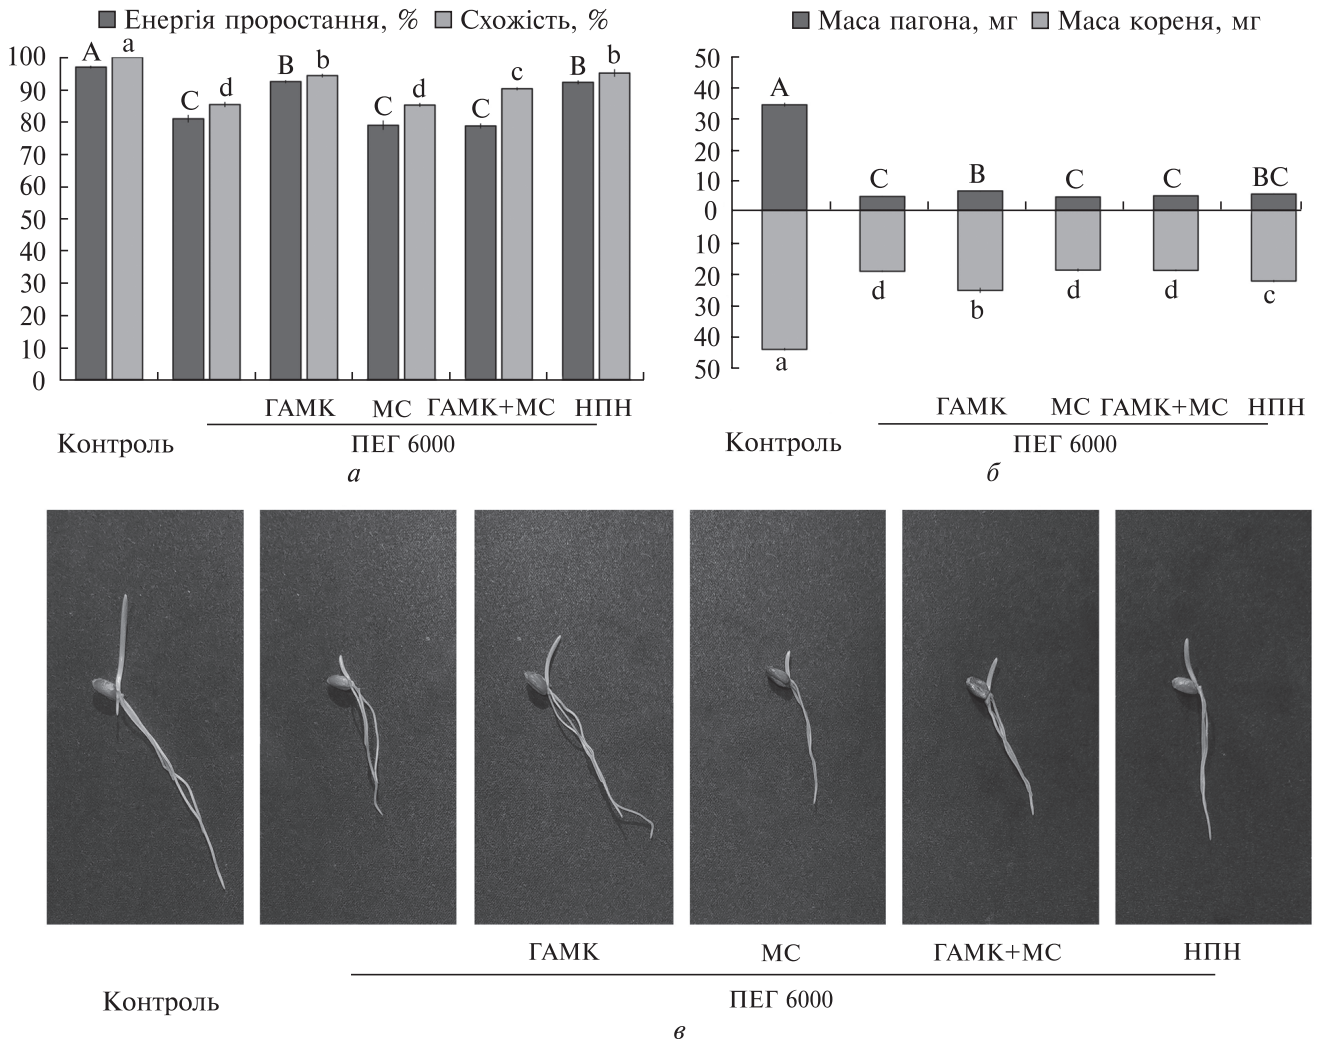 Енергія проростання, % Схожість, %
100
90
80
70
60
50
40
30
20
10
0
A a C d B b C d C c B b
ГАМК МС ГАМК+МС НПН
Контроль
ПЕГ 6000
а
Маса пагона, мг Маса кореня, мг
50
40
30
20
10
0
10
20
30
40
50
A C B C C BC
a d b d d c
ГАМК МС ГАМК+МС НПН
Контроль
ПЕГ 6000
б
ГАМК МС ГАМК+МС НПН
Контроль
ПЕГ 6000
в